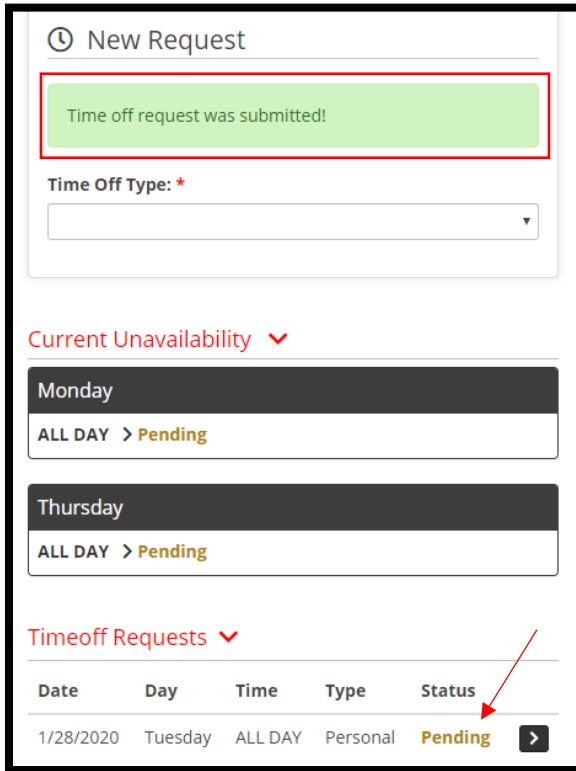 New Request
Time off request was submitted!
Time Off Type: *
Current Unavailability
Monday
ALL DAY > Pending
Thursday
ALL DAY > Pending
Timeoff Requests
Date Day Time Type Status
1/28/2020 Tuesday ALL DAY Personal Pending >